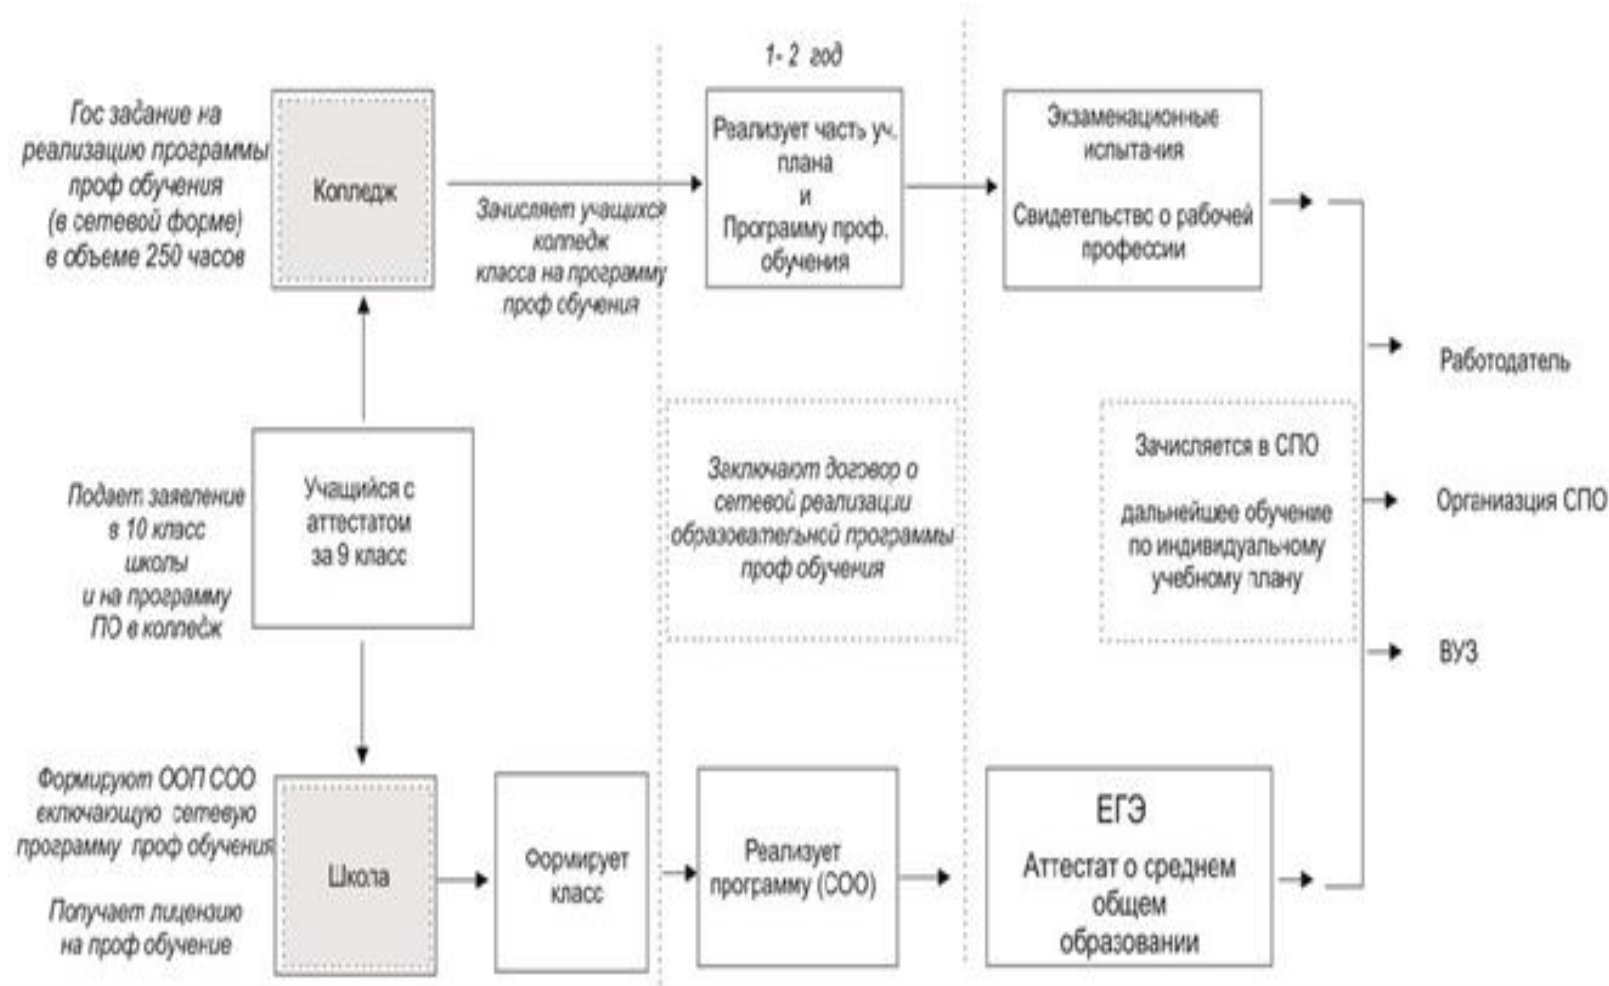 1- 2 год
Гос задание на
реализацию программы
проф обучения
(в сетевой форме)
в объеме 250 часов
Колледж
Зачисляет учащихся
колледж
класса на программу
проф обучения
Реализует часть уч.
плана
и
Программу проф.
обучения
Экзаменационные
испытания
Свидетельство о рабочей
профессии
Работодатель
Подает заявление
в 10 класс
школы
и на программу
ПО в колледж
Учащийся с
аттестатом
за 9 класс
Заключают договор о
сетевой реализации
образовательной программы
проф обучения
Зачисляется в СПО
дальнейшее обучение
по индивидуальному
учебному плану
Органиазция СПО
ВУЗ
Формируют ООП СОО
включающую сетевую
программу проф обучения
Получает лицензию
на проф обучение
Школа
Формирует
класс
Реализует
программу (СОО)
ЕГЭ
Аттестат о среднем
общем
образовании